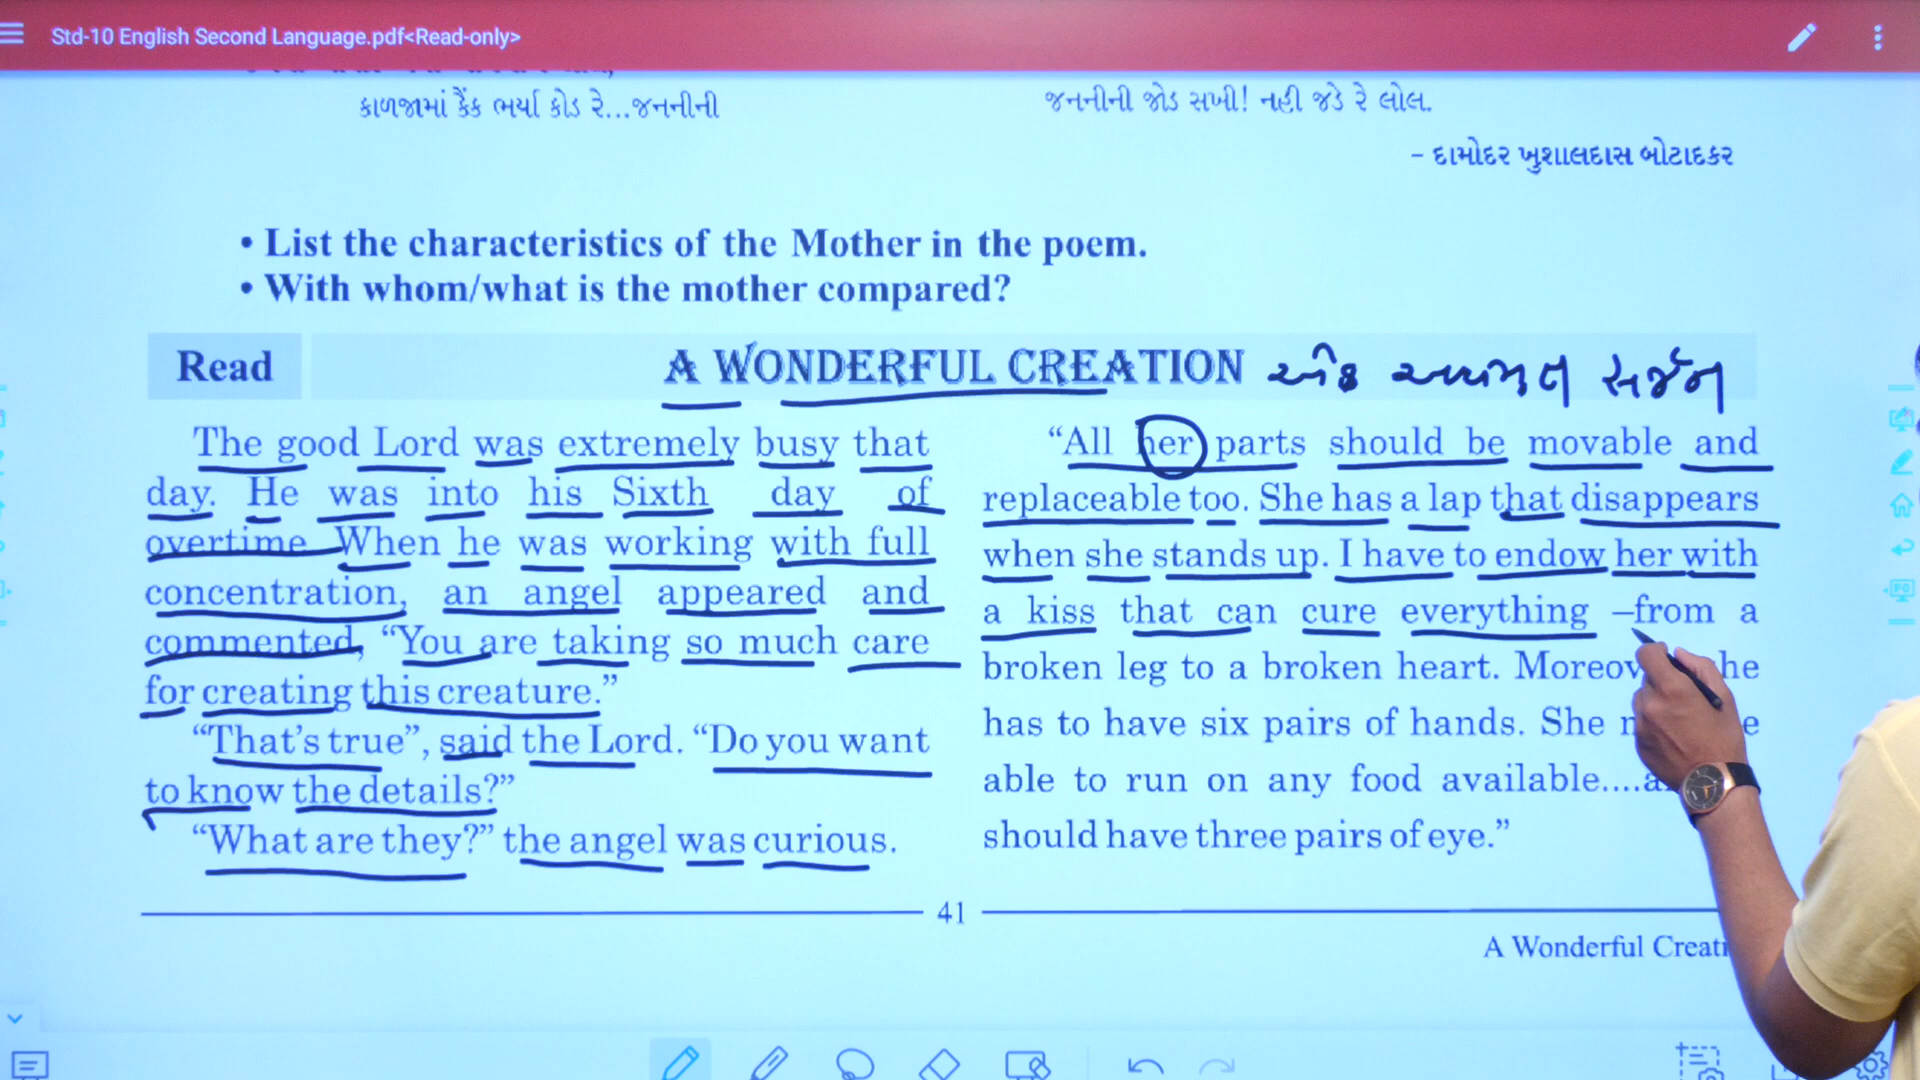 Std-10 English Second Language.pdf<Read-only>
કાળજામાં કૈંક ભર્યા કોડ રે...જનનીની
જનનીની જોડ સખી! નહી જડે રે લોલ.
– દામોદર ખુશાલદાસ બોટાદકર
• List the characteristics of the Mother in the poem.
• With whom/what is the mother compared?
Read
A WONDERFUL CREATION
The good Lord was extremely busy that
day. He was into his Sixth day of
overtime. When he was working with full
concentration, an angel appeared and
commented, “You are taking so much care
for creating this creature.”
“That’s true”, said the Lord. “Do you want
to know the details?”
“What are they?” the angel was curious.
“All her parts should be movable and
replaceable too. She has a lap that disappears
when she stands up. I have to endow her with
a kiss that can cure everything –from a
broken leg to a broken heart.
has to have six pairs of hands. She
able to run on any food available....
should have three pairs of eye.”
41
A Wonderful